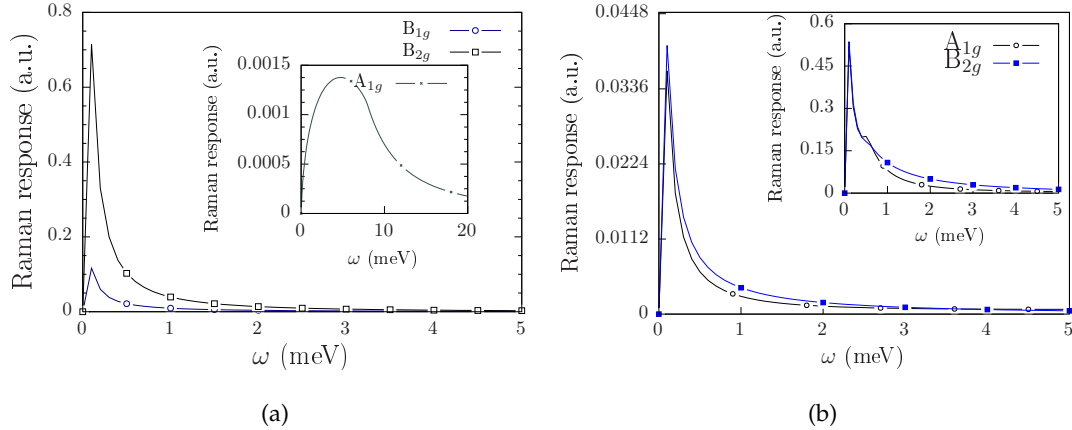 Raman response (a.u.)
0.8
0.6
0.4
0.2
0
0 1 2 3 4 5
ω (meV)
B1g
B2g
Raman response (a.u.)
0.0015
0.001
0.0005
0
0 10 20
ω (meV)
A1g
(a)
Raman response (a.u.)
0.0448
0.0336
0.0224
0.0112
0
0 1 2 3 4 5
ω (meV)
Raman response (a.u.)
0.6
0.45
0.3
0.15
0
0 1 2 3 4 5
ω (meV)
A1g
B2g
(b)